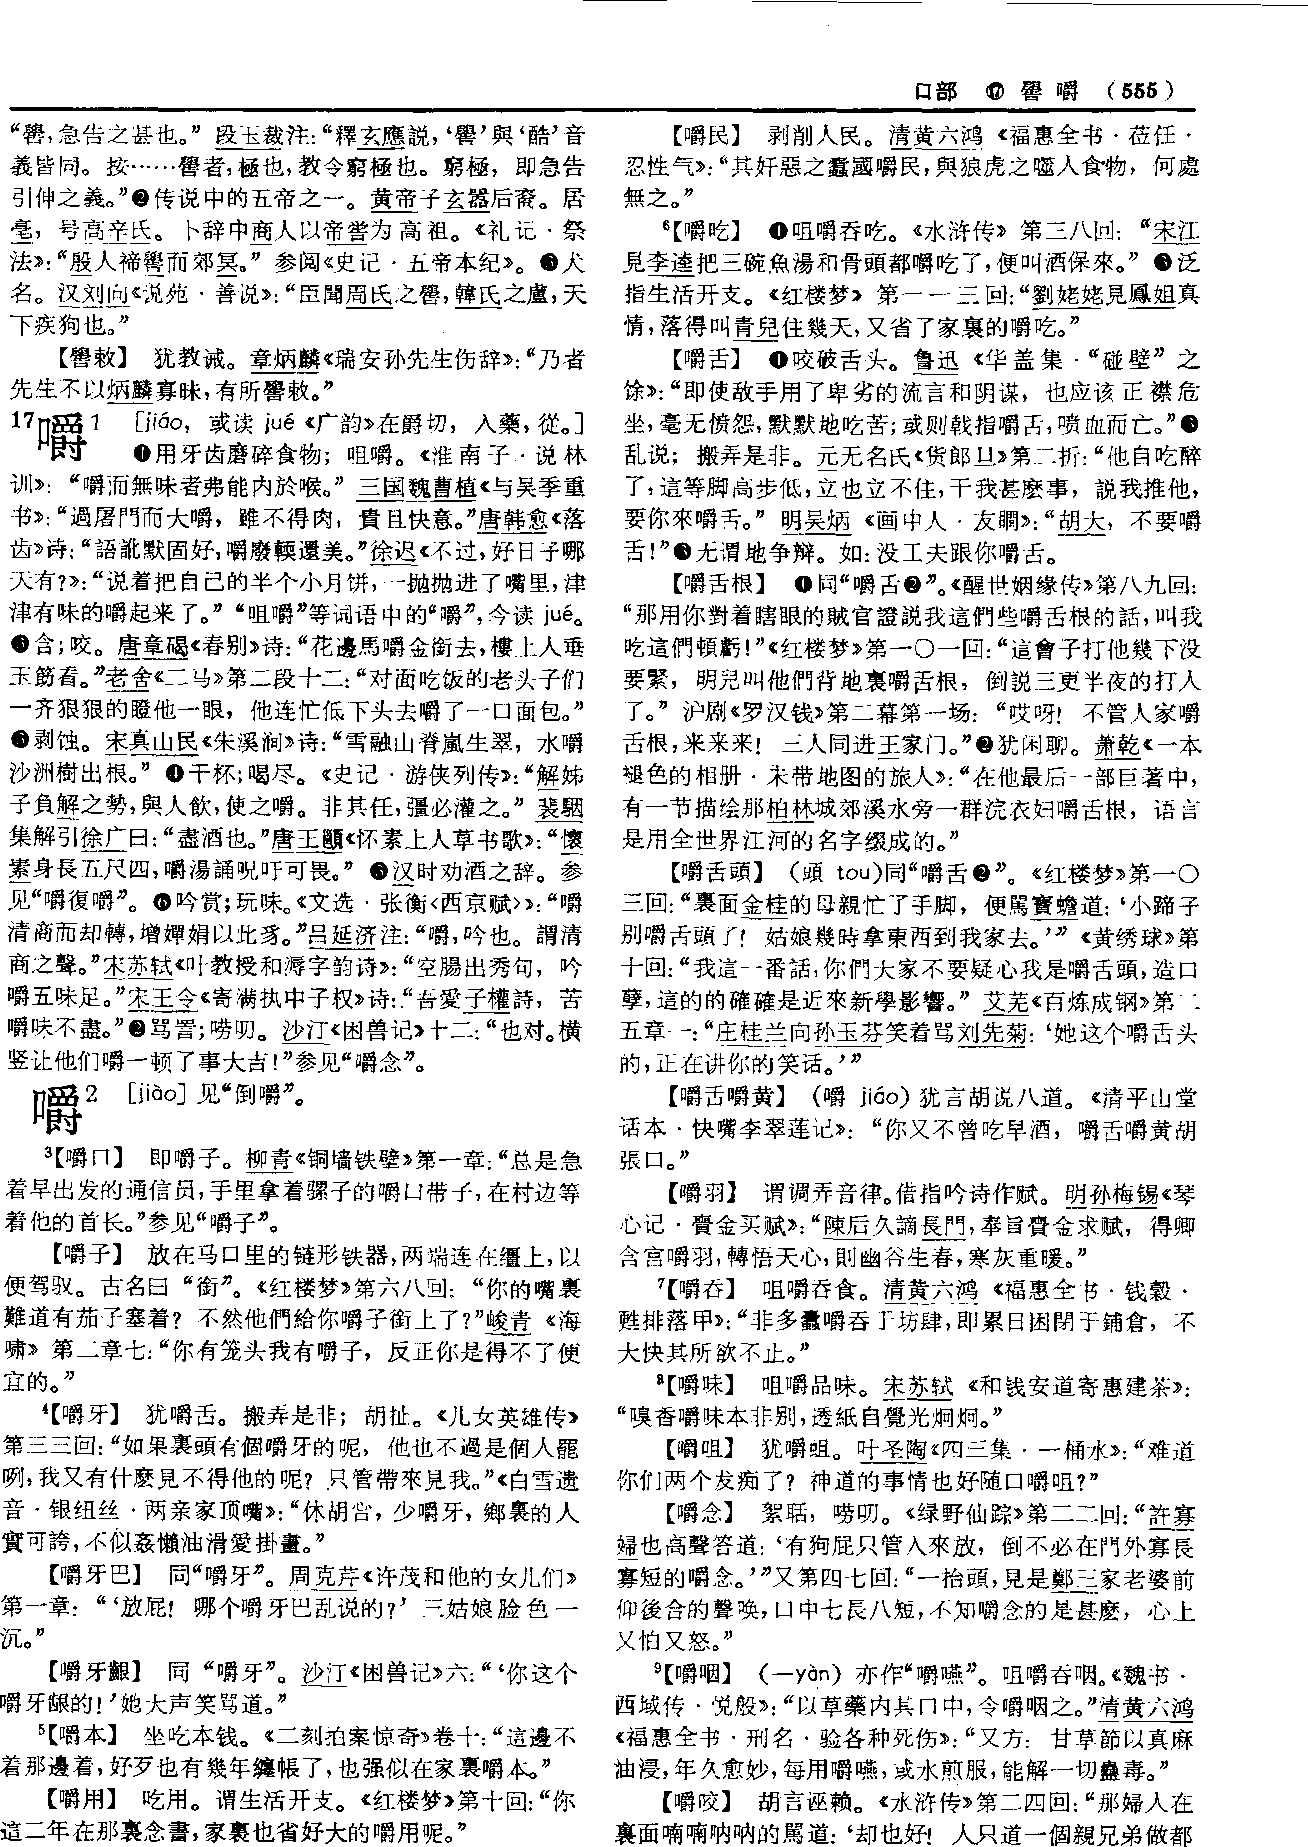 口部 ⑰ 嚳 嚼 （555）
“嚳，急告之甚也。” 段玉裁注：“釋玄應説，‘嚳’與‘酷’音
義皆同。按……嚳者，極也，教令窮極也。窮極，即急告
引伸之義。”❷传说中的五帝之一。黄帝子玄嚣后裔。居
亳，号高辛氏。卜辞中商人以帝喾为高祖。《礼记·祭
法》：“殷人禘嚳而郊冥。” 参阅《史记·五帝本纪》。❸犬
名。汉刘向《说苑·善说》：“臣聞周氏之嚳，韓氏之盧，天
下疾狗也。”
【嚳敕】 犹教诫。章炳麟《瑞安孙先生伤辞》：“乃者
先生不以炳麟寡昧，有所嚳敕。”
17嚼1 ［jiáo，或读 jué《广韵》在爵切，入藥，從。］
❶用牙齿磨碎食物；咀嚼。《淮南子·说林
训》：“嚼而無味者弗能内於喉。” 三国魏曹植《与吴季重
书》：“過屠門而大嚼，雖不得肉，貴且快意。”唐韩愈《落
齿》诗：“語訛默固好，嚼廢輭還美。”徐迟《不过，好日子哪
天有？》：“说着把自己的半个小月饼，一抛抛进了嘴里，津
津有味的嚼起来了。” “咀嚼”等词语中的“嚼”，今读 jué。
❷含；咬。唐章碣《春别》诗：“花邊馬嚼金銜去，樓上人垂
玉筯看。”老舍《二马》第二段十二：“对面吃饭的老头子们
一齐狠狠的瞪他一眼，他连忙低下头去嚼了一口面包。”
❸剥蚀。宋真山民《朱溪涧》诗：“雪融山脊嵐生翠，水嚼
沙洲樹出根。” ❹干杯；喝尽。《史记·游侠列传》：“解姊
子負解之勢，與人飲，使之嚼。非其任，彊必灌之。” 裴駰
集解引徐广曰：“盡酒也。”唐王顗《怀素上人草书歌》：“懷
素身長五尺四，嚼湯誦呪吁可畏。” ❺汉时劝酒之辞。参
见“嚼復嚼”。❻吟赏；玩味。《文选·张衡〈西京赋〉》：“嚼
清商而却轉，增嬋娟以此豸。”吕延济注：“嚼，吟也。謂清
商之聲。”宋苏轼《叶教授和溽字韵诗》：“空腸出秀句，吟
嚼五味足。”宋王令《寄满执中子权》诗：“吾愛子權詩，苦
嚼味不盡。”❼骂詈；唠叨。沙汀《困兽记》十二：“也对。横
竖让他们嚼一顿了事大吉！”参见“嚼念”。
嚼2 ［jiào］见“倒嚼”。
3【嚼口】 即嚼子。柳青《铜墙铁壁》第一章：“总是急
着早出发的通信员，手里拿着骡子的嚼口带子，在村边等
着他的首长。”参见“嚼子”。
【嚼子】 放在马口里的链形铁器，两端连在缰上，以
便驾驭。古名曰“銜”。《红楼梦》第六八回：“你的嘴裏
難道有茄子塞着？不然他們給你嚼子銜上了？”峻青《海
啸》第二章七：“你有笼头我有嚼子，反正你是得不了便
宜的。”
4【嚼牙】 犹嚼舌。搬弄是非；胡扯。《儿女英雄传》
第三三回：“如果裏頭有個嚼牙的呢，他也不過是個人罷
咧，我又有什麽見不得他的呢？只管帶來見我。”《白雪遗
音·银纽丝·两亲家顶嘴》：“休胡峇，少嚼牙，鄉裏的人
實可誇，不似姦懶油滑愛掛畫。”
【嚼牙巴】 同“嚼牙”。周克芹《许茂和他的女儿们》
第一章：“‘放屁！哪个嚼牙巴乱说的？’三姑娘脸色一
沉。”
【嚼牙齦】 同“嚼牙”。沙汀《困兽记》六：“‘你这个
嚼牙龈的！’她大声笑骂道。”
5【嚼本】 坐吃本钱。《二刻拍案惊奇》卷十：“這邊不
着那邊着，好歹也有幾年纏帳了，也强似在家裏嚼本。”
【嚼用】 吃用。谓生活开支。《红楼梦》第十回：“你
這二年在那裏念書，家裏也省好大的嚼用呢。”
【嚼民】 剥削人民。清黄六鸿《福惠全书·莅任·
忍性气》：“其奸惡之蠹國嚼民，與狼虎之噬人食物，何處
無之。”
6【嚼吃】 ❶咀嚼吞吃。《水浒传》第三八回：“宋江
見李逵把三碗魚湯和骨頭都嚼吃了，便叫酒保來。” ❷泛
指生活开支。《红楼梦》第一一三回：“劉姥姥見鳳姐真
情，落得叫青兒住幾天，又省了家裏的嚼吃。”
【嚼舌】 ❶咬破舌头。鲁迅《华盖集·“碰壁”之
馀》：“即使敌手用了卑劣的流言和阴谋，也应该正襟危
坐，毫无愤怨，默默地吃苦；或则戟指嚼舌，喷血而亡。”❷
乱说；搬弄是非。元无名氏《货郎旦》第二折：“他自吃醉
了，這等脚高步低，立也立不住，干我甚麽事，説我推他，
要你來嚼舌。” 明吴炳《画中人·友瞷》：“胡大，不要嚼
舌！”❸无谓地争辩。如：没工夫跟你嚼舌。
【嚼舌根】 ❶同“嚼舌❷”。《醒世姻缘传》第八九回：
“那用你對着瞎眼的賊官證説我這們些嚼舌根的話，叫我
吃這們頓虧！”《红楼梦》第一〇一回：“這會子打他幾下没
要緊，明兒叫他們背地裏嚼舌根，倒説三更半夜的打人
了。” 沪剧《罗汉钱》第二幕第一场：“哎呀！不管人家嚼
舌根，来来来！三人同进王家门。”❷犹闲聊。萧乾《一本
褪色的相册·未带地图的旅人》：“在他最后一部巨著中，
有一节描绘那柏林城郊溪水旁一群浣衣妇嚼舌根，语言
是用全世界江河的名字缀成的。”
【嚼舌頭】 （頭 tou）同“嚼舌❷”。《红楼梦》第一〇
三回：“裏面金桂的母親忙了手脚，便駡寶蟾道：‘小蹄子
别嚼舌頭了！姑娘幾時拿東西到我家去。’”《黄绣球》第
十回：“我這一番話，你們大家不要疑心我是嚼舌頭，造口
孽，這的的確確是近來新學影響。” 艾芜《百炼成钢》第二
五章一：“庄桂兰向孙玉芬笑着骂刘先菊：‘她这个嚼舌头
的，正在讲你的笑话。’”
【嚼舌嚼黄】 （嚼 jiáo）犹言胡说八道。《清平山堂
话本·快嘴李翠莲记》：“你又不曾吃早酒，嚼舌嚼黄胡
張口。”
【嚼羽】 谓调弄音律。借指吟诗作赋。明孙梅锡《琴
心记·賫金买赋》：“陳后久謫長門，奉旨賫金求赋，得卿
含宫嚼羽，轉悟天心，則幽谷生春，寒灰重暖。”
7【嚼吞】 咀嚼吞食。清黄六鸿《福惠全书·钱穀·
甦排落甲》：“非多蠹嚼吞于坊肆，即累日困閉于鋪倉，不
大快其所欲不止。”
8【嚼味】 咀嚼品味。宋苏轼《和钱安道寄惠建茶》：
“嗅香嚼味本非别，透紙自覺光炯炯。”
【嚼咀】 犹嚼蛆。叶圣陶《四三集·一桶水》：“难道
你们两个发痴了？神道的事情也好随口嚼咀？”
【嚼念】 絮聒，唠叨。《绿野仙踪》第二二回：“許寡
婦也高聲答道：‘有狗屁只管入來放，倒不必在門外寡長
寡短的嚼念。’”又第四七回：“一抬頭，見是鄭三家老婆前
仰後合的聲唤，口中七長八短，不知嚼念的是甚麽，心上
又怕又怒。”
9【嚼咽】 （—yàn）亦作“嚼嚥”。咀嚼吞咽。《魏书·
西域传·悦般》：“以草藥内其口中，令嚼咽之。”清黄六鸿
《福惠全书·刑名·验各种死伤》：“又方：甘草節以真麻
油浸，年久愈妙，每用嚼嚥，或水煎服，能解一切蠱毒。”
【嚼咬】 胡言诬赖。《水浒传》第二四回：“那婦人在
裏面喃喃呐呐的駡道：‘却也好！人只道一個親兄弟做都